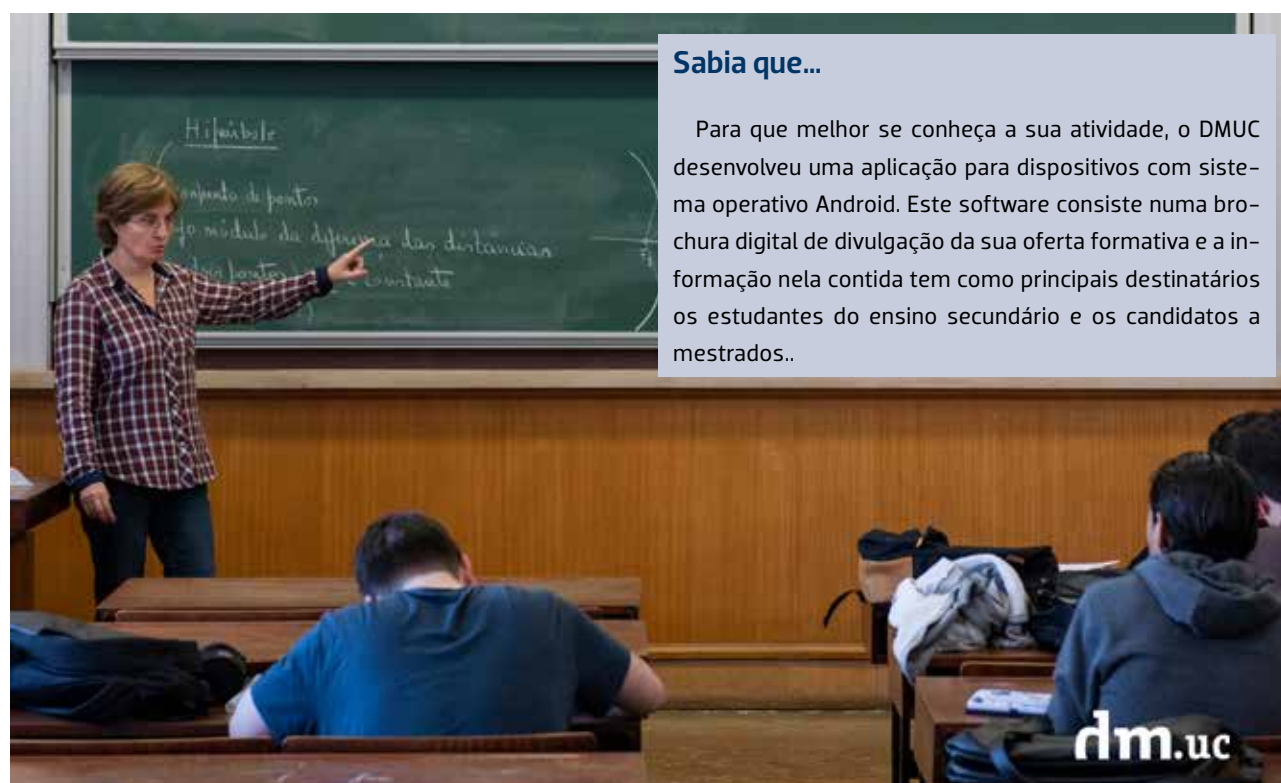 Sabia que...
Para que melhor se conheça a sua atividade, o DMUC
desenvolveu uma aplicação para dispositivos com siste-
ma operativo Android. Este software consiste numa bro-
chura digital de divulgação da sua oferta formativa e a in-
formação nela contida tem como principais destinatários
os estudantes do ensino secundário e os candidatos a
mestrados..
Hipérbole
de pontos
módulo da diferença das distâncias
pontos constante
dm.uc